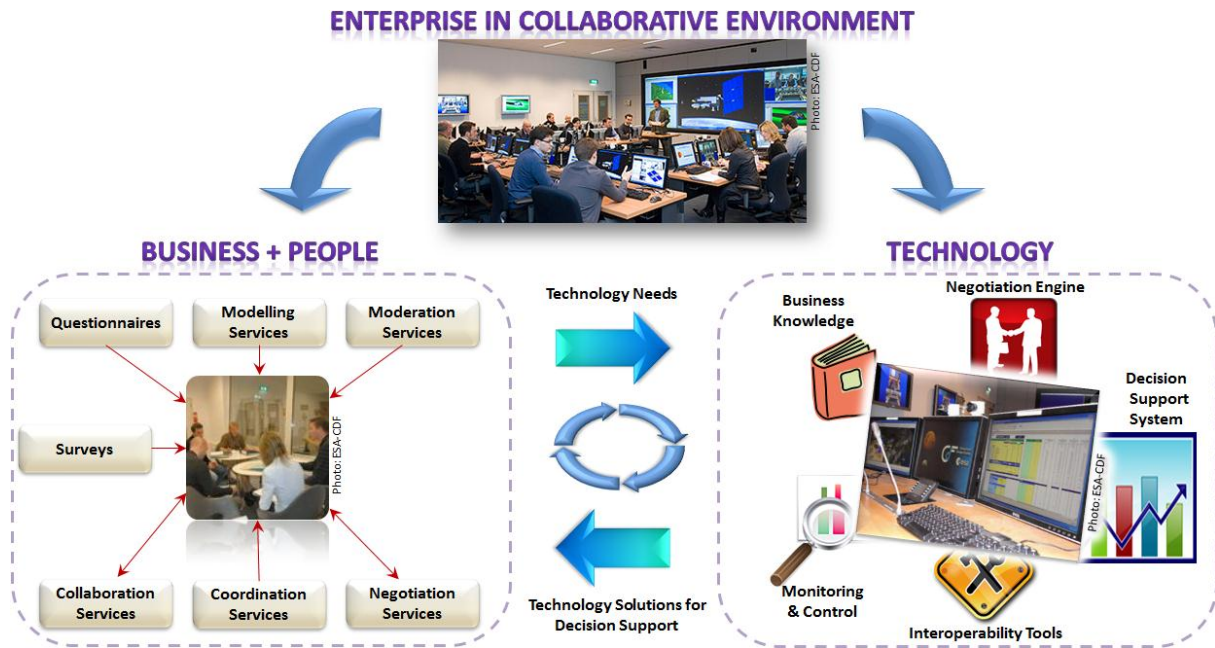 ENTERPRISE IN COLLABORATIVE ENVIRONMENT
Photo: ESA-CDF
BUSINESS + PEOPLE
Questionnaires
Modelling
Services
Moderation
Services
Surveys
Photo: ESA-CDF
Collaboration
Services
Coordination
Services
Negotiation
Services
Technology Needs
Technology Solutions for
Decision Support
TECHNOLOGY
Negotiation Engine
Business
Knowledge
Decision
Support
System
Photo: ESA-CDF
Monitoring
& Control
Interoperability Tools